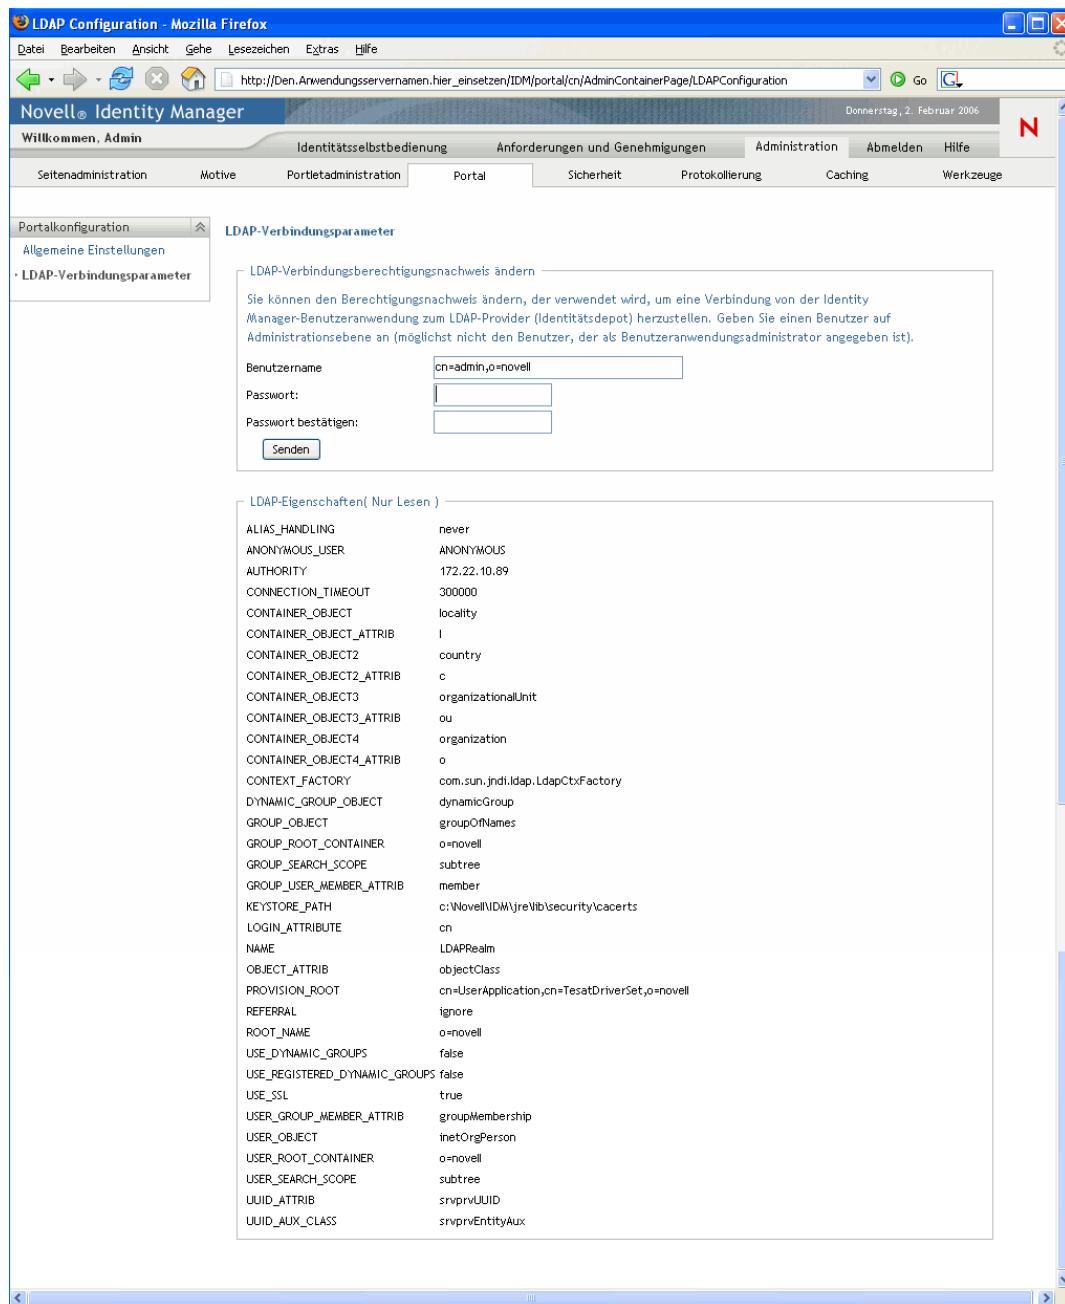 LDAP Configuration - Mozilla Firefox
Datei Bearbeiten Ansicht Gehe Lesezeichen Extras Hilfe
http://Den.Anwendungsservernamen.hier_einsetzen/IDM/portal/cn/AdminContainerPage/LDAPConfiguration Go G
Novell® Identity Manager Donnerstag, 2. Februar 2006 N
Willkommen, Admin
Identitätsselbstbedienung Anforderungen und Genehmigungen Administration Abmelden Hilfe
Seitenadministration Motive Portletadministration Portal Sicherheit Protokollierung Caching Werkzeuge
Portalkonfiguration
Allgemeine Einstellungen
LDAP-Verbindungsparameter
LDAP-Verbindungsparameter
LDAP-Verbindungsberechtigungsnachweis ändern
Sie können den Berechtigungsnachweis ändern, der verwendet wird, um eine Verbindung von der Identity
Manager-Benutzeranwendung zum LDAP-Provider (Identitätsdepot) herzustellen. Geben Sie einen Benutzer auf
Administrationsebene an (möglichst nicht den Benutzer, der als Benutzeranwendungsadministrator angegeben ist).
Benutzername cn=admin,o=novell
Passwort:
Passwort bestätigen:
Senden
LDAP-Eigenschaften( Nur Lesen )
ALIAS_HANDLING never
ANONYMOUS_USER ANONYMOUS
AUTHORITY 172.22.10.89
CONNECTION_TIMEOUT 300000
CONTAINER_OBJECT locality
CONTAINER_OBJECT_ATTRIB l
CONTAINER_OBJECT2 country
CONTAINER_OBJECT2_ATTRIB c
CONTAINER_OBJECT3 organizationalUnit
CONTAINER_OBJECT3_ATTRIB ou
CONTAINER_OBJECT4 organization
CONTAINER_OBJECT4_ATTRIB o
CONTEXT_FACTORY com.sun.jndi.ldap.LdapCtxFactory
DYNAMIC_GROUP_OBJECT dynamicGroup
GROUP_OBJECT groupOfNames
GROUP_ROOT_CONTAINER o=novell
GROUP_SEARCH_SCOPE subtree
GROUP_USER_MEMBER_ATTRIB member
KEYSTORE_PATH c:\Novell\IDM\jre\lib\security\cacerts
LOGIN_ATTRIBUTE cn
NAME LDAPRealm
OBJECT_ATTRIB objectClass
PROVISION_ROOT cn=UserApplication,cn=TesatDriverSet,o=novell
REFERRAL ignore
ROOT_NAME o=novell
USE_DYNAMIC_GROUPS false
USE_REGISTERED_DYNAMIC_GROUPS false
USE_SSL true
USER_GROUP_MEMBER_ATTRIB groupMembership
USER_OBJECT inetOrgPerson
USER_ROOT_CONTAINER o=novell
USER_SEARCH_SCOPE subtree
UUID_ATTRIB srvprvUUID
UUID_AUX_CLASS srvprvEntityAux